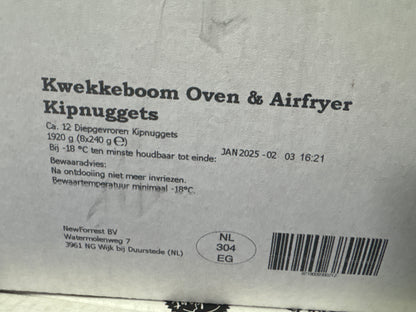 Kwekkeboom Oven & Airfryer
Kipnuggets
Ca. 12 Diepgevroren Kipnuggets
1920 g (8x240 g ℮)
Bij -18 °C ten minste houdbaar tot einde: JAN 2025 -02 03 16:21
Bewaaradvies:
Na ontdooiing niet meer invriezen.
Bewaartemperatuur minimaal -18°C.
NewForrest BV
Watermolenweg 7
3961 NG Wijk bij Duurstede (NL)
NL
304
EG